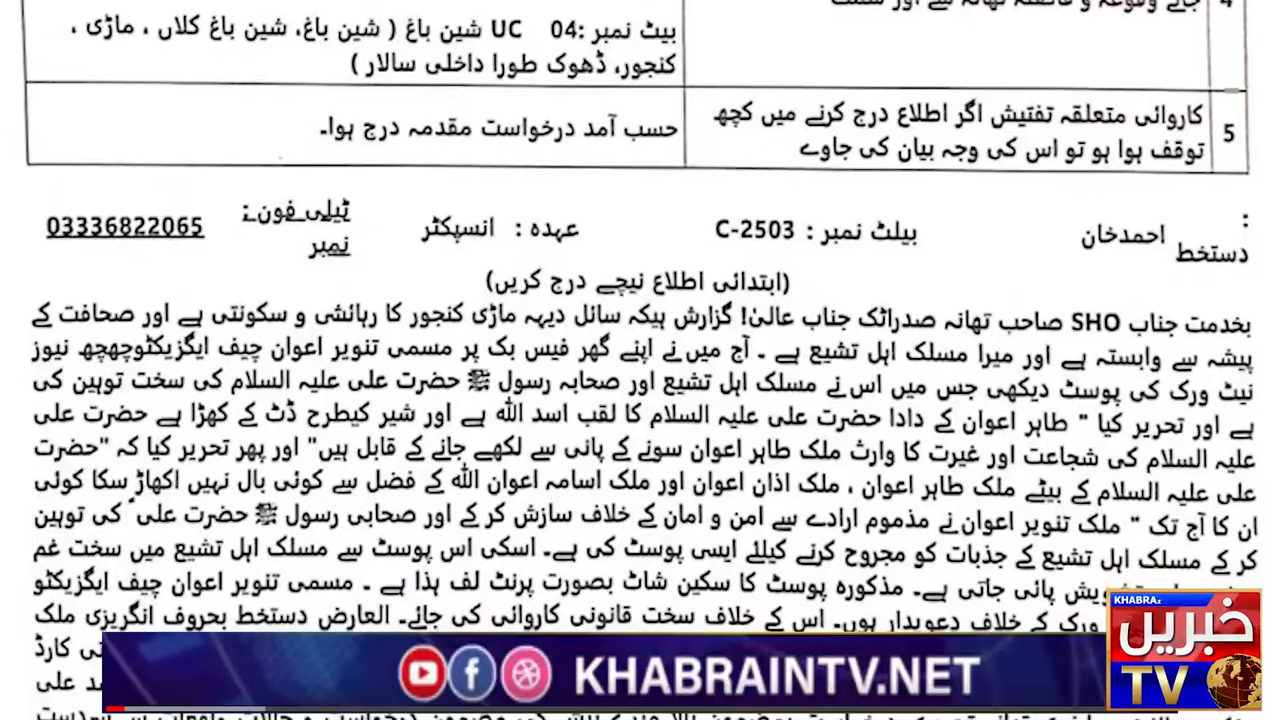 4 جائے وقوعہ و فاصلہ تھانہ سے اور سمت
بیٹ نمبر :04 UC شین باغ ( شین باغ، شین باغ کلاں ، ماڑی ،
کنجور، ڈھوک طورا داخلی سالار )
5 کاروائی متعلقہ تفتیش اگر اطلاع درج کرنے میں کچھ
توقف ہوا ہو تو اس کی وجہ بیان کی جاوے
حسب آمد درخواست مقدمہ درج ہوا۔
:
دستخط احمدخان بیلٹ نمبر : C-2503 عہدہ : انسپکٹر ٹیلی فون : 03336822065
نمبر
(ابتدائی اطلاع نیچے درج کریں)
بخدمت جناب SHO صاحب تھانہ صدراٹک جناب عالیٰ! گزارش ہیکہ سائل دیہہ ماڑی کنجور کا رہائشی و سکونتی ہے اور صحافت کے
پیشہ سے وابستہ ہے اور میرا مسلک اہل تشیع ہے ۔ آج میں نے اپنے گھر فیس بک پر مسمی تنویر اعوان چیف ایگزیکٹوچھچھ نیوز
نیٹ ورک کی پوسٹ دیکھی جس میں اس نے مسلک اہل تشیع اور صحابہ رسول ﷺ حضرت علی علیہ السلام کی سخت توہین کی
ہے اور تحریر کیا " طاہر اعوان کے دادا حضرت علی علیہ السلام کا لقب اسد اللہ ہے اور شیر کیطرح ڈٹ کے کھڑا ہے حضرت علی
علیہ السلام کی شجاعت اور غیرت کا وارث ملک طاہر اعوان سونے کے پانی سے لکھے جانے کے قابل ہیں" اور پھر تحریر کیا کہ "حضرت
علی علیہ السلام کے بیٹے ملک طاہر اعوان ، ملک اذان اعوان اور ملک اسامہ اعوان اللہ کے فضل سے کوئی بال نہیں اکھاڑ سکا کوئی
ان کا آج تک " ملک تنویر اعوان نے مذموم ارادے سے امن و امان کے خلاف سازش کر کے اور صحابی رسول ﷺ حضرت علیؑ کی توہین
کر کے مسلک اہل تشیع کے جذبات کو مجروح کرنے کیلئے ایسی پوسٹ کی ہے۔ اسکی اس پوسٹ سے مسلک اہل تشیع میں سخت غم
پائی جاتی ہے۔ مذکورہ پوسٹ کا سکین شاٹ بصورت پرنٹ لف ہذا ہے ۔ مسمی تنویر اعوان چیف ایگزیکٹو
ورک کے خلاف دعویدار ہوں۔ اس کے خلاف سخت قانونی کاروائی کی جائے۔ العارض دستخط بحروف انگریزی ملک
کارڈ
علی
KHABRAINTV.NET
KHABRA
خبریں
TV